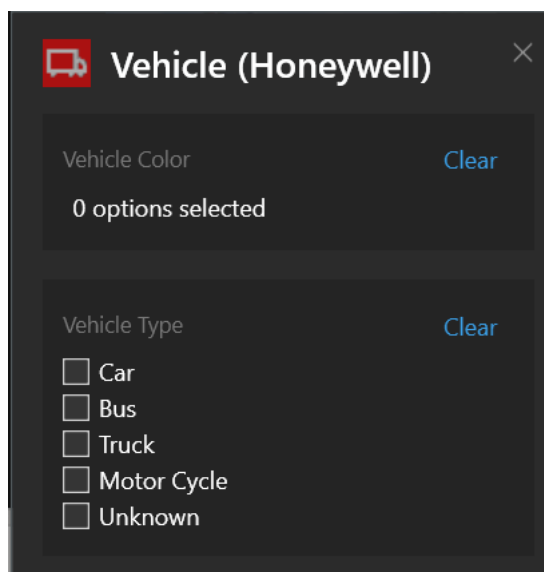 Vehicle (Honeywell)
Vehicle Color Clear
0 options selected
Vehicle Type Clear
Car
Bus
Truck
Motor Cycle
Unknown